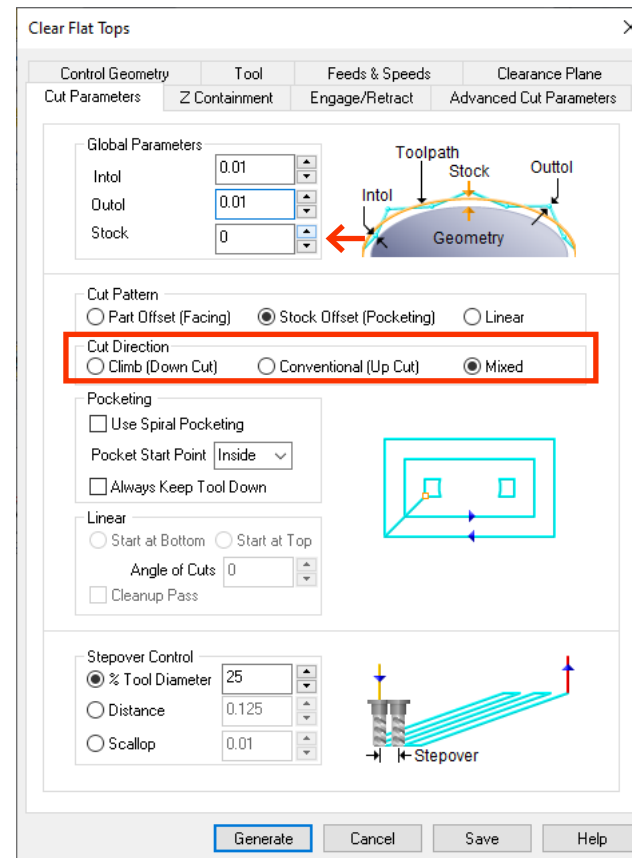 Clear Flat Tops
Control Geometry Tool Feeds & Speeds Clearance Plane
Cut Parameters Z Containment Engage/Retract Advanced Cut Parameters
Global Parameters
Intol 0.01
Outol 0.01
Stock 0
Toolpath
Stock
Outtol
Intol
Geometry
Cut Pattern
Part Offset (Facing) Stock Offset (Pocketing) Linear
Cut Direction
Climb (Down Cut) Conventional (Up Cut) Mixed
Pocketing
Use Spiral Pocketing
Pocket Start Point Inside
Always Keep Tool Down
Linear
Start at Bottom Start at Top
Angle of Cuts 0
Cleanup Pass
Stepover Control
% Tool Diameter 25
Distance 0.125
Scallop 0.01
Stepover
Generate Cancel Save Help